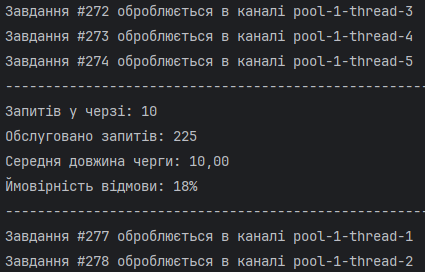 Завдання #272 оброблюється в каналі pool-1-thread-3
Завдання #273 оброблюється в каналі pool-1-thread-4
Завдання #274 оброблюється в каналі pool-1-thread-5
----------------------------------------------------
Запитів у черзі: 10
Обслуговано запитів: 225
Середня довжина черги: 10,00
Ймовірність відмови: 18%
----------------------------------------------------
Завдання #277 оброблюється в каналі pool-1-thread-1
Завдання #278 оброблюється в каналі pool-1-thread-2